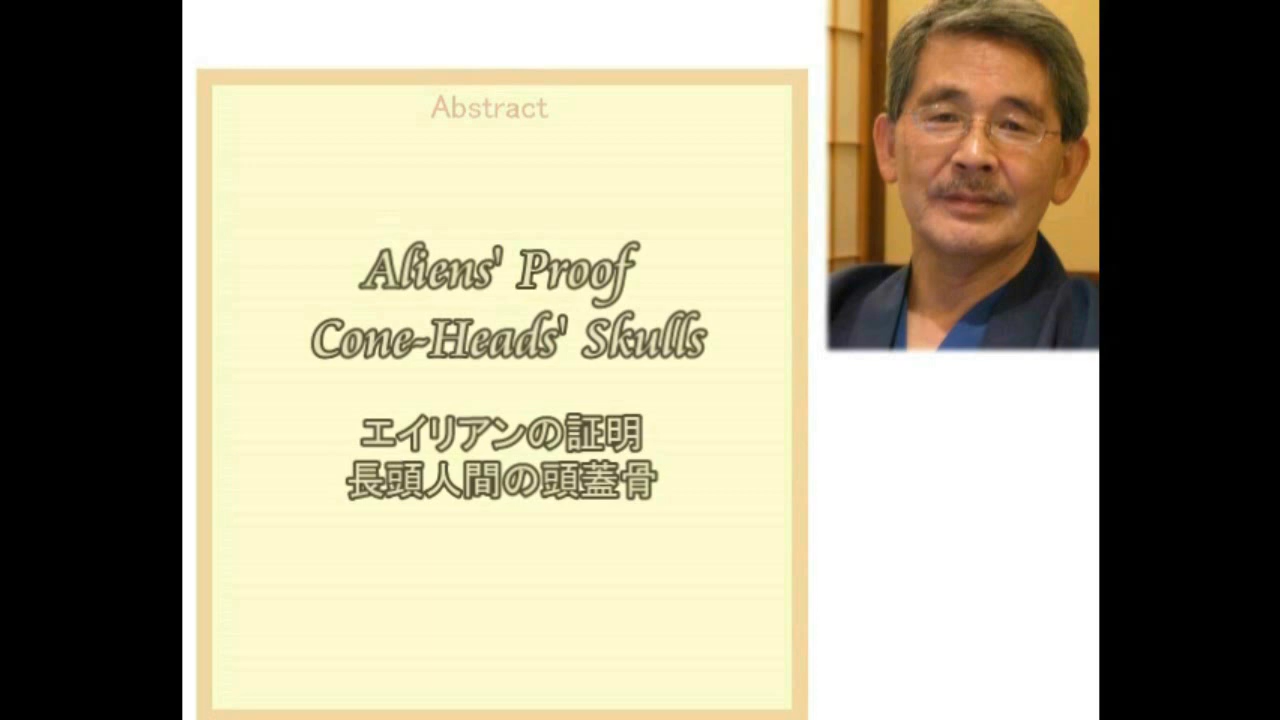 Abstract
Aliens' Proof
Cone-Heads' Skulls
エイリアンの証明
長頭人間の頭蓋骨